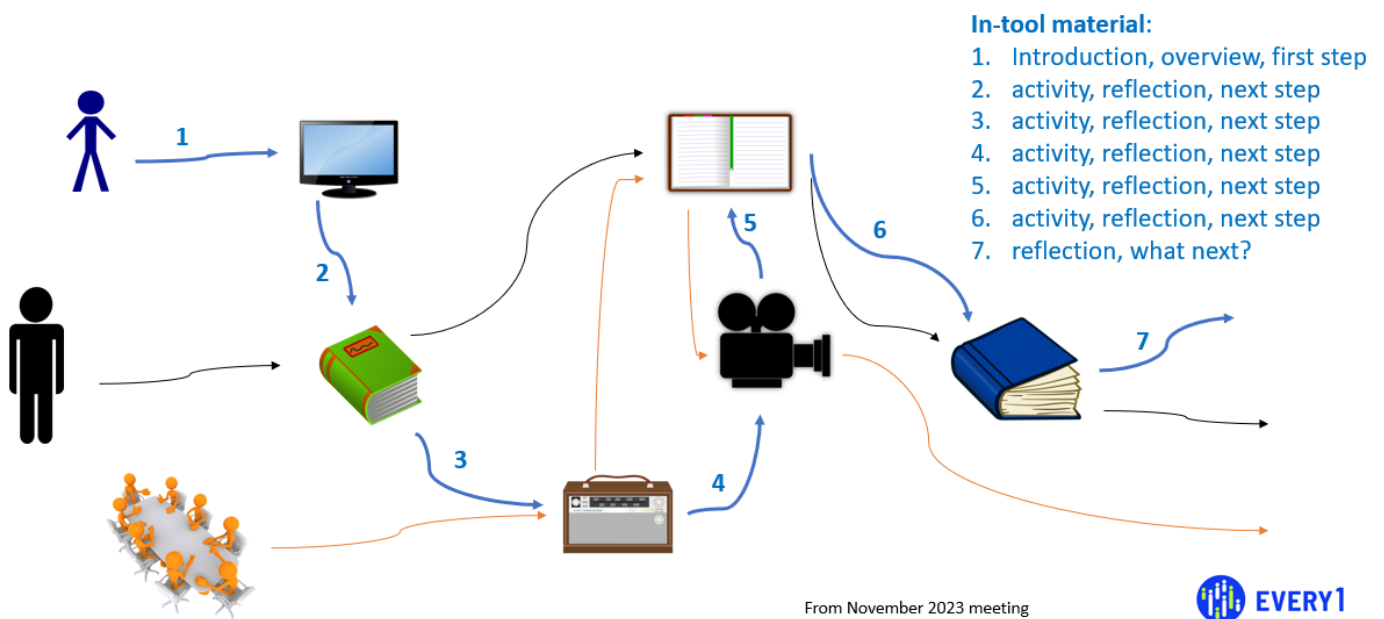 In-tool material:
1. Introduction, overview, first step
2. activity, reflection, next step
3. activity, reflection, next step
4. activity, reflection, next step
5. activity, reflection, next step
6. activity, reflection, next step
7. reflection, what next?
1
2
3
4
5
6
7
From November 2023 meeting
EVERY1